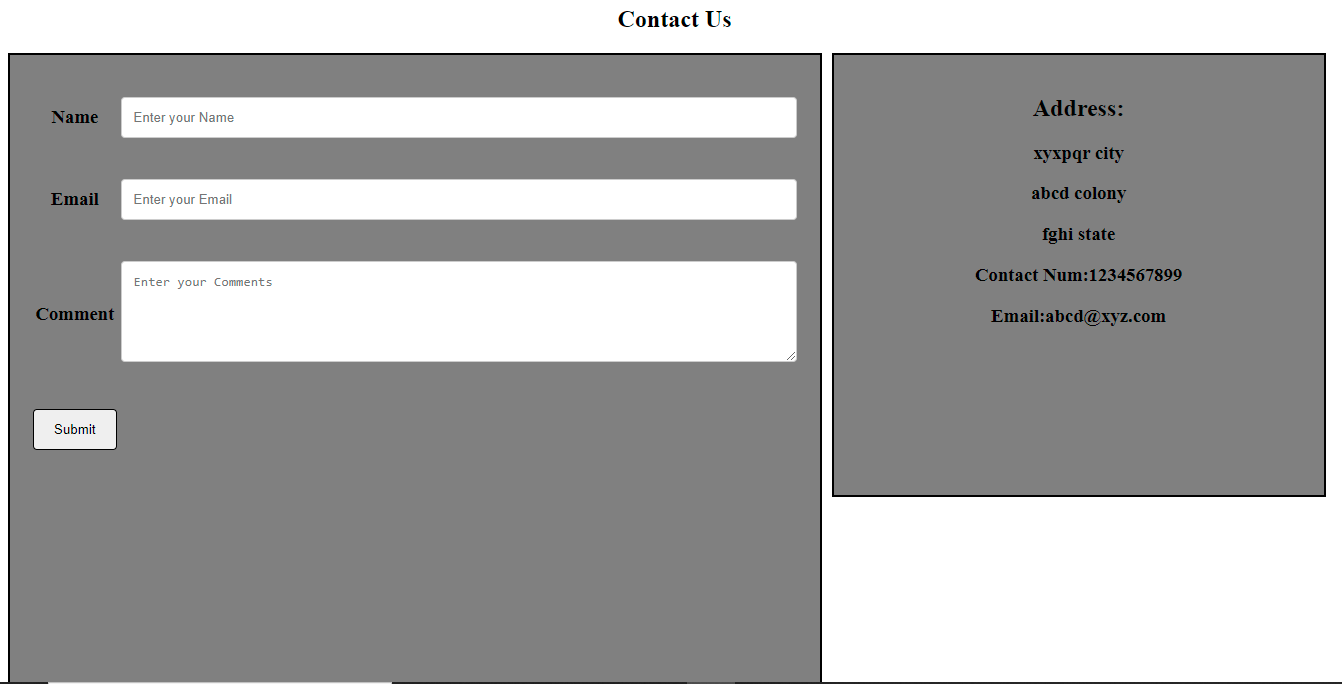 Contact Us
Name
Enter your Name
Email
Enter your Email
Comment
Enter your Comments
Submit
Address:
xyxpqr city
abcd colony
fghi state
Contact Num:1234567899
Email:abcd@xyz.com